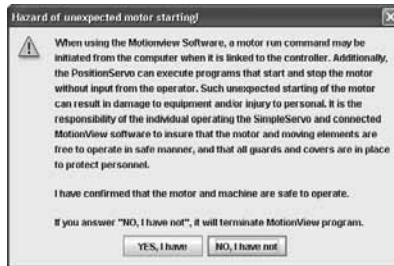 Hazard of unexpected motor starting!
When using the Motionview Software, a motor run command may be
initiated from the computer when it is linked to the controller. Additionally,
the PositionServo can execute programs that start and stop the motor
without input from the operator. Such unexpected starting of the motor
can result in damage to equipment and/or injury to personal. It is the
responsibility of the individual operating the SimpleServo and connected
MotionView software to insure that the motor and moving elements are
free to operate in safe manner, and that all guards and covers are in place
to protect personnel.
I have confirmed that the motor and machine are safe to operate.
If you answer "NO, I have not", it will terminate MotionView program.
YES, I have
NO, I have not